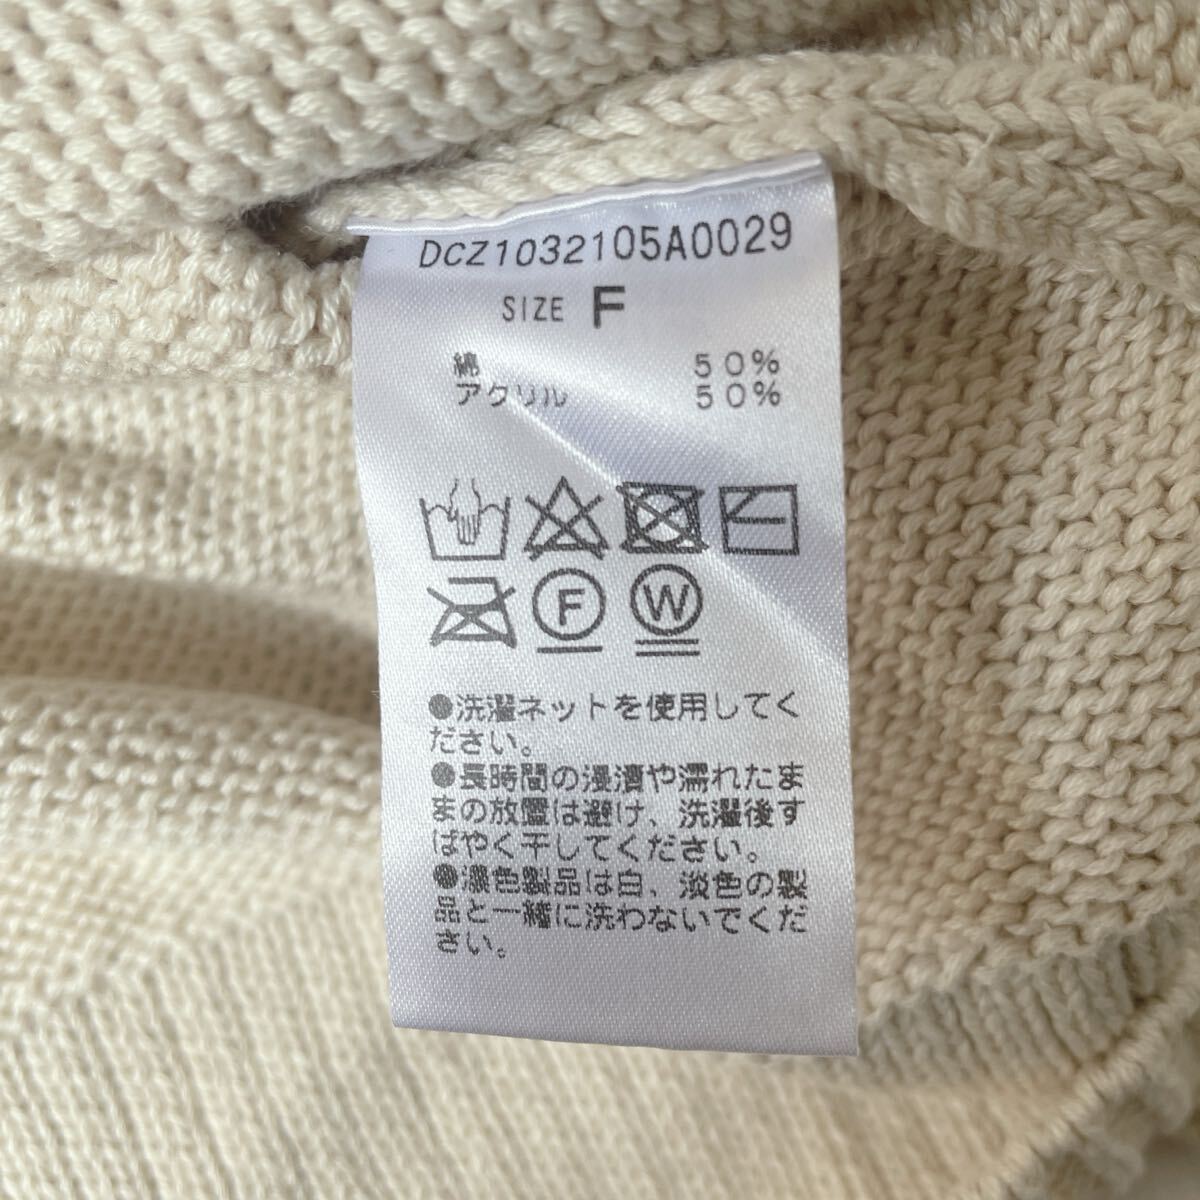 DCZ1032105A0029
SIZE F
綿 50%
アクリル 50%
F W
●洗濯ネットを使用してく
ださい。
●長時間の浸漬や濡れたま
まの放置は避け、洗濯後す
ばやく干してください。
●濃色製品は白、淡色の製
品と一緒に洗わないでくだ
さい。